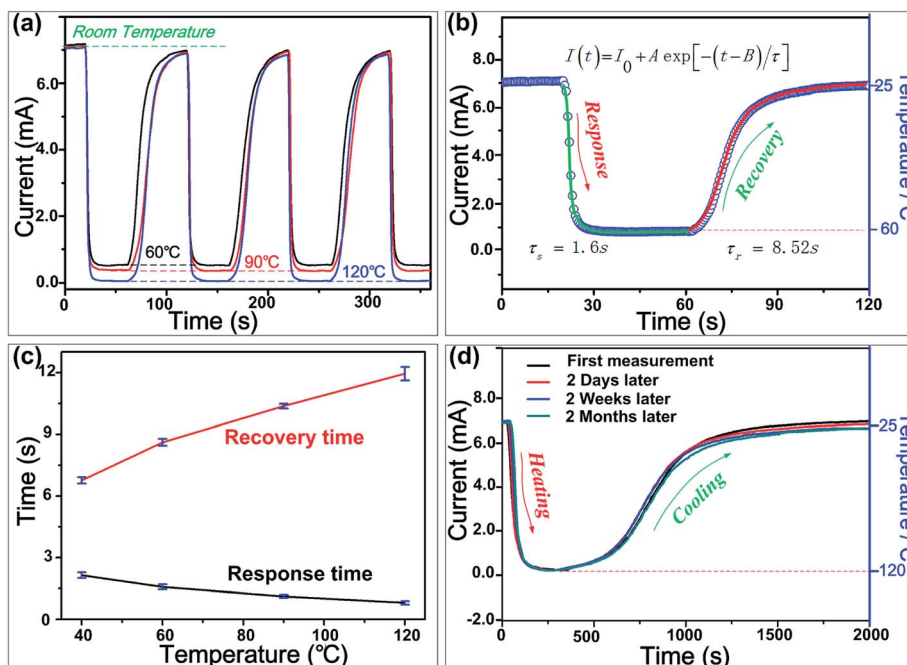 (a)
Room Temperature
60℃
90℃
120℃
Current (mA)
6.0
4.0
2.0
0.0
0
100
200
300
Time (s)
(b)
I(t)=I0+A exp[-(t-B)/τ]
Response
Recovery
τs = 1.6s
τr = 8.52s
Current (mA)
8.0
6.0
4.0
2.0
0.0
0
30
60
90
120
Time (s)
25
60
Temperature / C
(c)
Recovery time
Response time
Time (s)
12
9
6
3
0
40
60
80
100
120
Temperature (℃)
(d)
First measurement
2 Days later
2 Weeks later
2 Months later
Heating
Cooling
Current (mA)
8.0
6.0
4.0
2.0
0.0
-2.0
0
500
1000
1500
2000
Time (s)
25
120
Temperature / C